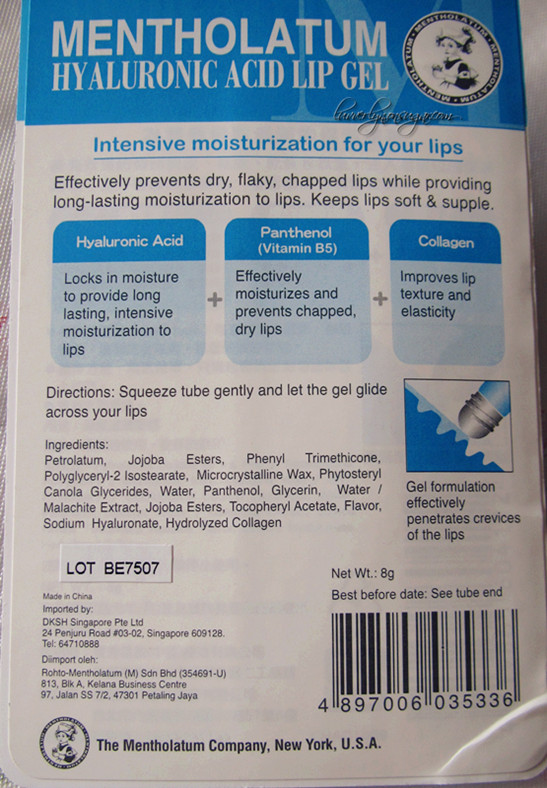 MENTHOLATUM
HYALURONIC ACID LIP GEL
MENTHOLATUM • MENTHOLATUM • MENTHOLATUM
Intensive moisturization for your lips
Effectively prevents dry, flaky, chapped lips while providing
long-lasting moisturization to lips. Keeps lips soft & supple.
Hyaluronic Acid
Locks in moisture
to provide long
lasting, intensive
moisturization to
lips
+
Panthenol
(Vitamin B5)
Effectively
moisturizes and
prevents chapped,
dry lips
+
Collagen
Improves lip
texture and
elasticity
Directions: Squeeze tube gently and let the gel glide
across your lips
Ingredients:
Petrolatum, Jojoba Esters, Phenyl Trimethicone,
Polyglyceryl-2 Isostearate, Microcrystalline Wax, Phytosteryl
Canola Glycerides, Water, Panthenol, Glycerin, Water /
Malachite Extract, Jojoba Esters, Tocopheryl Acetate, Flavor,
Sodium Hyaluronate, Hydrolyzed Collagen
Gel formulation
effectively
penetrates crevices
of the lips
LOT BE7507
Net Wt.: 8g
Best before date: See tube end
Made in China
Imported by:
DKSH Singapore Pte Ltd
24 Penjuru Road #03-02, Singapore 609128.
Tel: 64710888
Diimport oleh:
Rohto-Mentholatum (M) Sdn Bhd (354691-U)
813, Blk A, Kelana Business Centre
97, Jalan SS 7/2, 47301 Petaling Jaya
4 897006 035336
The Mentholatum Company, New York, U.S.A.